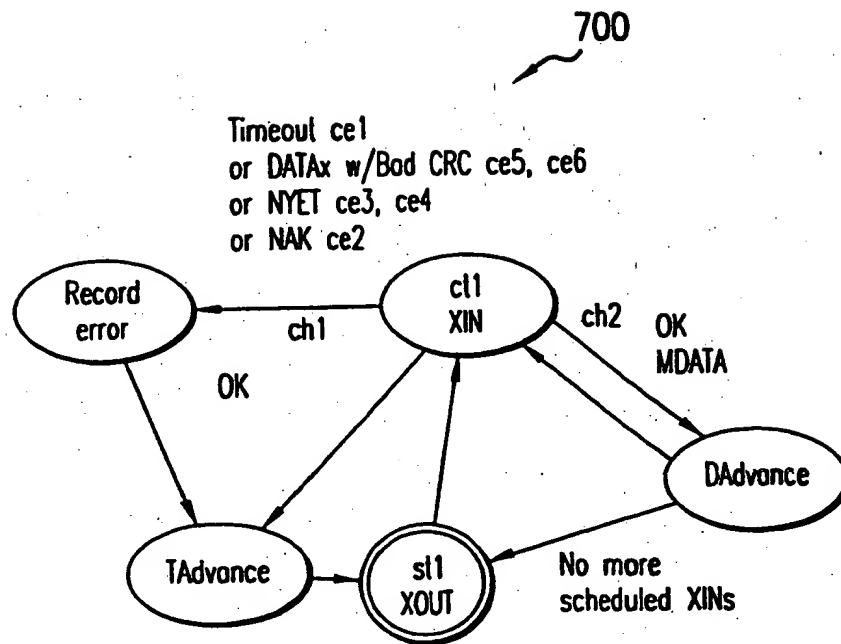 700
Timeout ce1
or DATAx w/Bad CRC ce5, ce6
or NYET ce3, ce4
or NAK ce2
Record
error
ct1
XIN
ch1
ch2
OK
MDATA
OK
DAdvance
TAdvance
st1
XOUT
No more
scheduled XINs